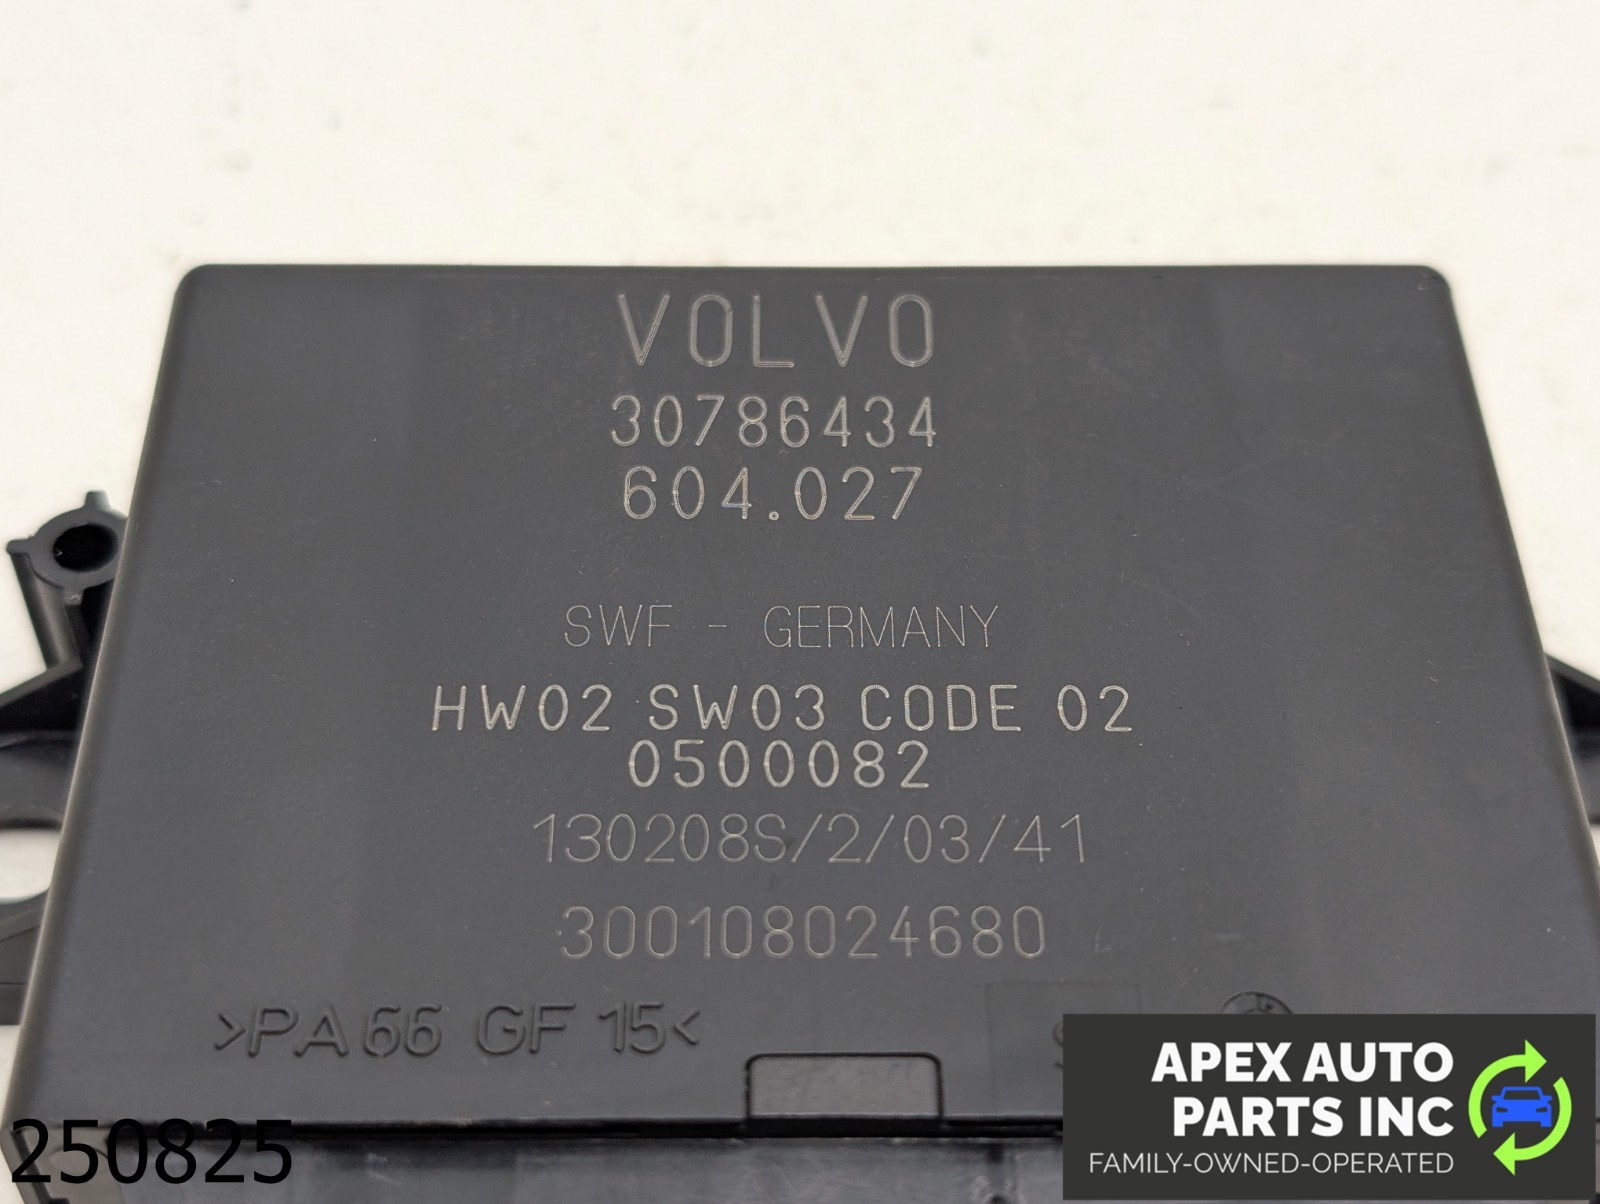 VOLVO
30786434
604.027
SWF - GERMANY
HW02 SW03 CODE 02
0500082
130208S/2/03/41
300108024680
>PA66 GF 15<
250825
APEX AUTO
PARTS INC
FAMILY-OWNED-OPERATED